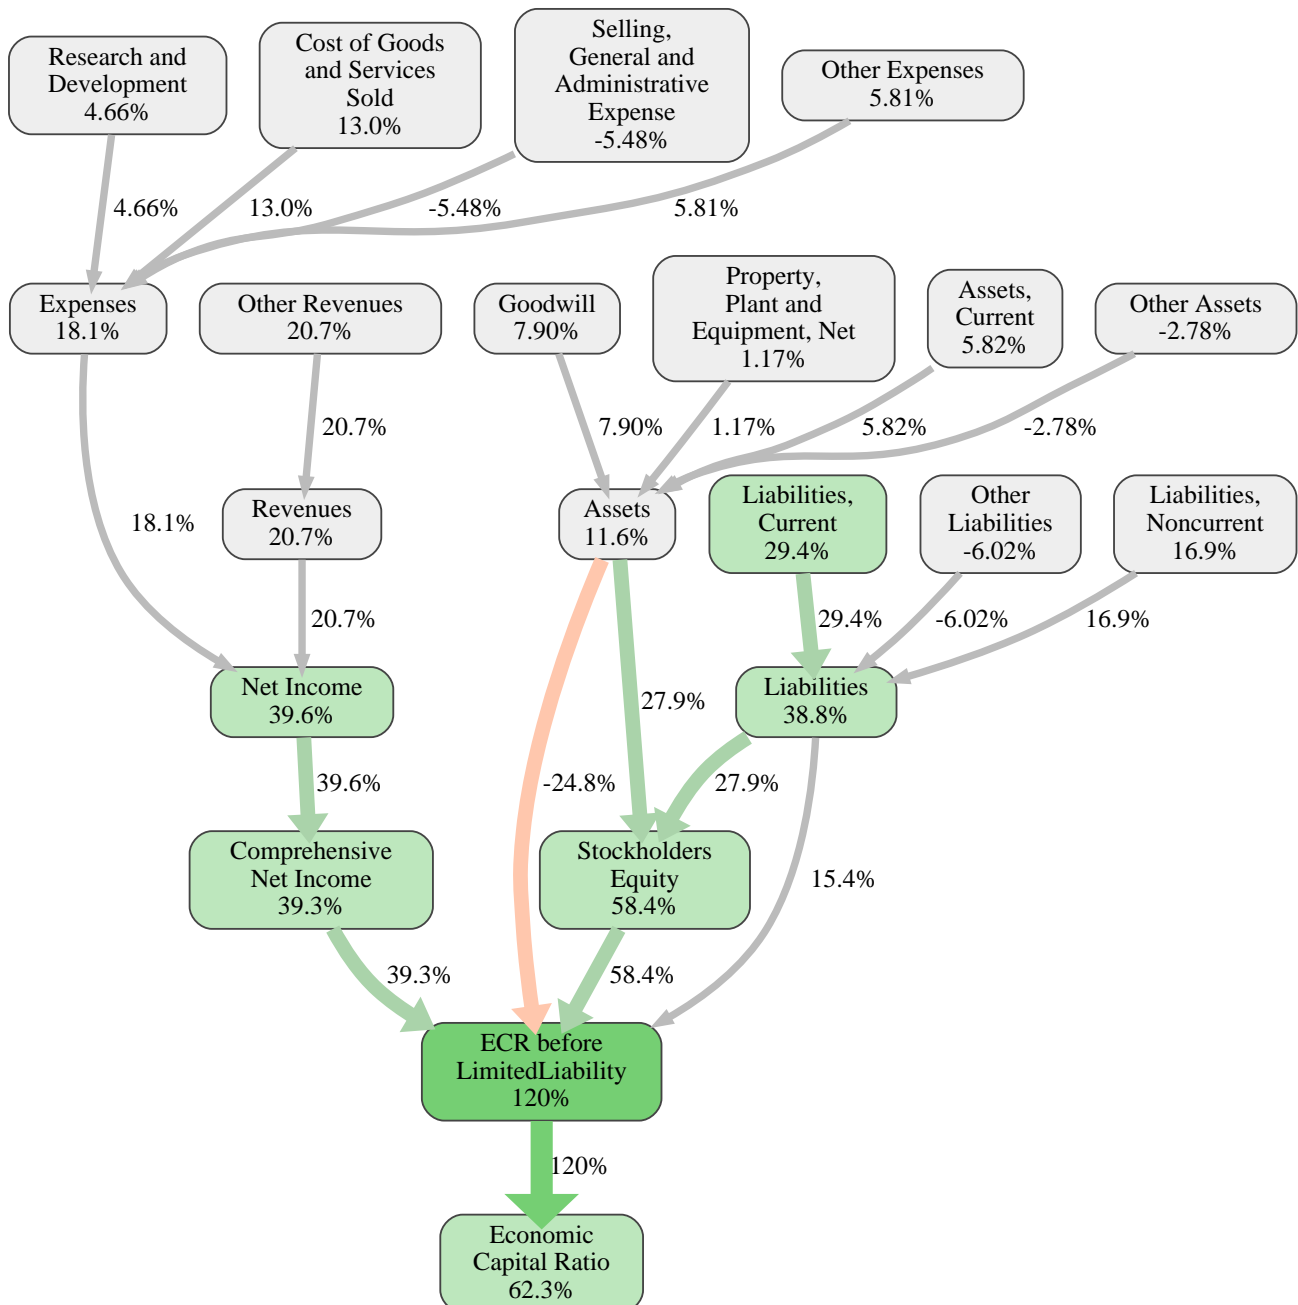 Research and
Development
4.66%
Cost of Goods
and Services
Sold
13.0%
Selling,
General and
Administrative
Expense
-5.48%
Other Expenses
5.81%
4.66%
13.0%
-5.48%
5.81%
Expenses
18.1%
Other Revenues
20.7%
Goodwill
7.90%
Property,
Plant and
Equipment, Net
1.17%
Assets,
Current
5.82%
Other Assets
-2.78%
20.7%
7.90%
1.17%
5.82%
-2.78%
18.1%
Revenues
20.7%
Assets
11.6%
Liabilities,
Current
29.4%
Other
Liabilities
-6.02%
Liabilities,
Noncurrent
16.9%
20.7%
29.4%
-6.02%
16.9%
Net Income
39.6%
27.9%
Liabilities
38.8%
39.6%
-24.8%
27.9%
Comprehensive
Net Income
39.3%
Stockholders
Equity
58.4%
15.4%
39.3%
58.4%
ECR before
LimitedLiability
120%
120%
Economic
Capital Ratio
62.3%